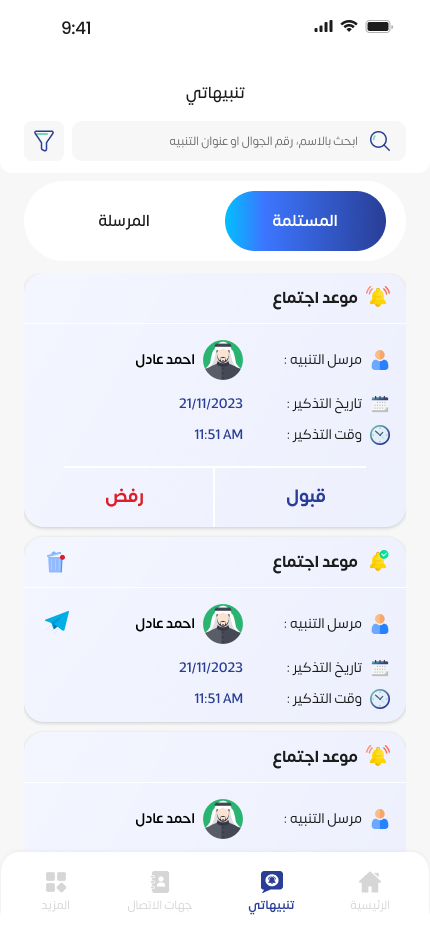 9:41
تنبيهاتي
ابحث بالاسم، رقم الجوال او عنوان التنبيه
المستلمة
المرسلة
موعد اجتماع
مرسل التنبيه :
احمد عادل
تاريخ التذكير :
21/11/2023
وقت التذكير :
11:51 AM
قبول
رفض
موعد اجتماع
مرسل التنبيه :
احمد عادل
تاريخ التذكير :
21/11/2023
وقت التذكير :
11:51 AM
موعد اجتماع
مرسل التنبيه :
احمد عادل
الرئيسية
تنبيهاتي
جهات الاتصال
المزيد